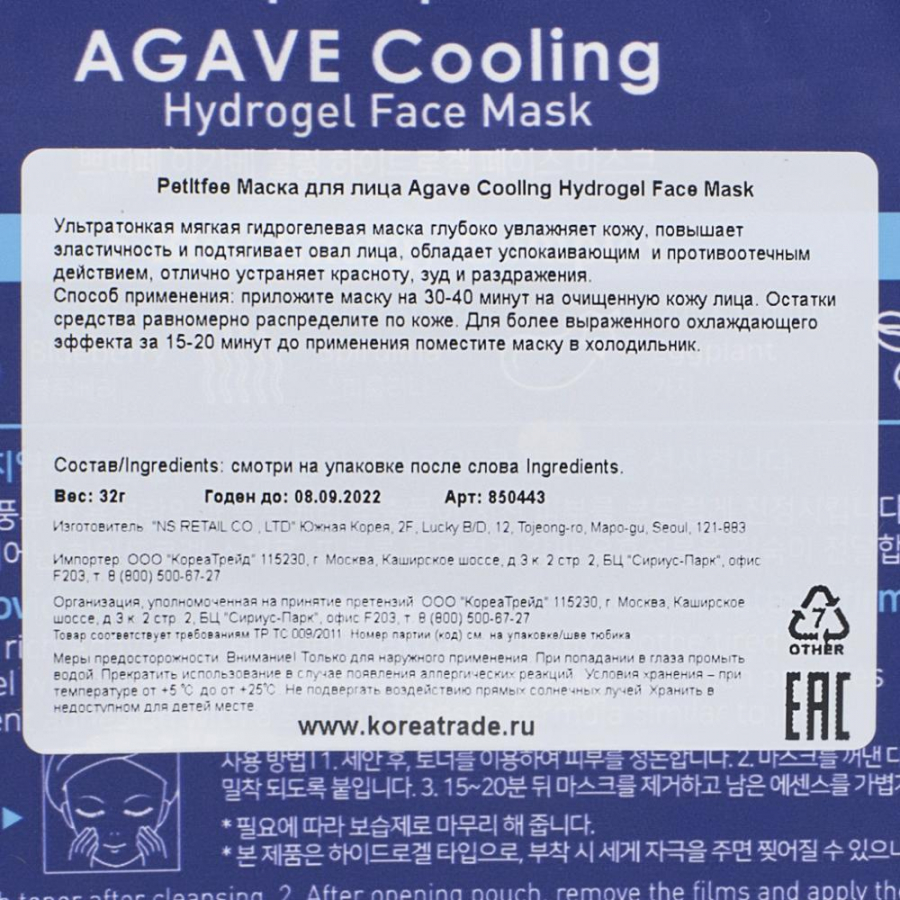 AGAVE Cooling
Hydrogel Face Mask
Petitfee Маска для лица Agave Cooling Hydrogel Face Mask
Ультратонкая мягкая гидрогелевая маска глубоко увлажняет кожу, повышает
эластичность и подтягивает овал лица, обладает успокаивающим и противоотечным
действием, отлично устраняет красноту, зуд и раздражения.
Способ применения: приложите маску на 30-40 минут на очищенную кожу лица. Остатки
средства равномерно распределите по коже. Для более выраженного охлаждающего
эффекта за 15-20 минут до применения поместите маску в холодильник.
Состав/Ingredients: смотри на упаковке после слова Ingredients.
Вес: 32г Годен до: 08.09.2022 Арт: 850443
Изготовитель "NS RETAIL CO , LTD" Южная Корея, 2F, Lucky B/D, 12, Tojeong-ro, Mapo-gu, Seoul, 121-883
Импортер ООО "КореаТрейд" 115230, г Москва, Каширское шоссе, д 3 к 2 стр 2, БЦ "Сириус-Парк", офис
F203, т 8 (800) 500-67-27
Организация, уполномоченная на принятие претензий ООО "КореаТрейд" 115230, г Москва, Каширское
шоссе, д 3 к 2 стр 2, БЦ "Сириус-Парк", офис F203, т 8 (800) 500-67-27
Товар соответствует требованиям ТР ТС 009/2011 Номер партии (код) см. на упаковке/шве тюбика
Меры предосторожности Внимание! Только для наружного применения При попадании в глаза промыть
водой Прекратить использование в случае появления аллергических реакций Условия хранения – при
температуре от +5°С до от +25°С Не подвергать воздействию прямых солнечных лучей Хранить в
недоступном для детей месте
www.koreatrade.ru
7
OTHER
EAC
사용 방법 | 1. 세안 후, 토너를 이용하여 피부를 정돈합니다. 2. 마스크를 꺼낸
밀착 되도록 붙입니다. 3. 15~20분 뒤 마스크를 제거하고 남은 에센스를 가볍게
* 필요에 따라 보습제로 마무리 해 줍니다.
* 본 제품은 하이드로겔 타입으로, 부착 시 세게 자극을 주면 찢어질 수 있으니
toner after cleansing. 2. After opening pouch, remove the films and apply the